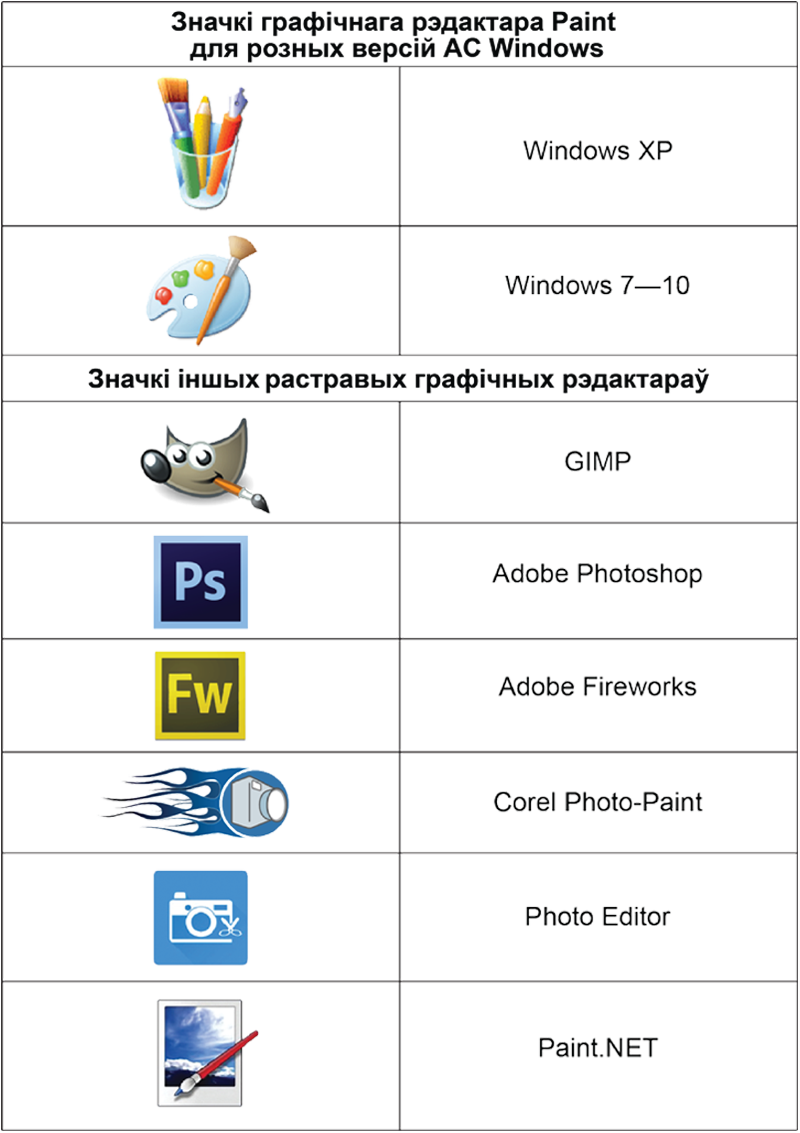 Значкі графічнага рэдактара Paint
для розных версій АС Windows
Windows XP
Windows 7—10
Значкі іншых растравых графічных рэдактараў
GIMP
Ps
Adobe Photoshop
Fw
Adobe Fireworks
Corel Photo-Paint
Photo Editor
Paint.NET